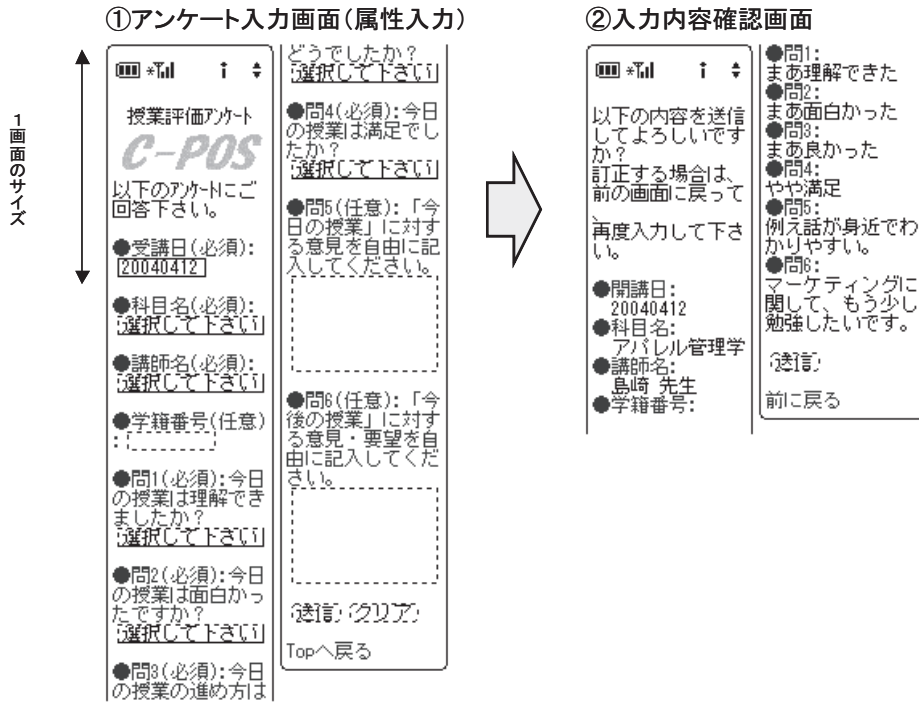 ①アンケート入力画面(属性入力)
1画面のサイズ
授業評価アンケート
C-POS
以下のアンケートにご
回答下さい。
●受講日(必須):
20040412
●科目名(必須):
選択して下さい
●講師名(必須):
選択して下さい
●学籍番号(任意)
:
●問1(必須):今日
の授業は理解でき
ましたか?
選択して下さい
●問2(必須):今日
の授業は面白かっ
たですか?
選択して下さい
●問3(必須):今日
の授業の進め方は
どうでしたか?
選択して下さい
●問4(必須):今日
の授業は満足でし
たか?
選択して下さい
●問5(任意):「今
日の授業」に対す
る意見を自由に記
入してください。
●問6(任意):「今
後の授業」に対す
る意見・要望を自
由に記入してくだ
さい。
送信 クリア
Topへ戻る
②入力内容確認画面
以下の内容を送信
してよろしいです
か?
訂正する場合は、
前の画面に戻って
、
再度入力して下さ
い。
●開講日:
20040412
●科目名:
アパレル管理学
●講師名:
島崎 先生
●学籍番号:
●問1:
まあ理解できた
●問2:
まあ面白かった
●問3:
まあ良かった
●問4:
やや満足
●問5:
例え話が身近でわ
かりやすい。
●問6:
マーケティングに
関して、もう少し
勉強したいです。
送信
前に戻る